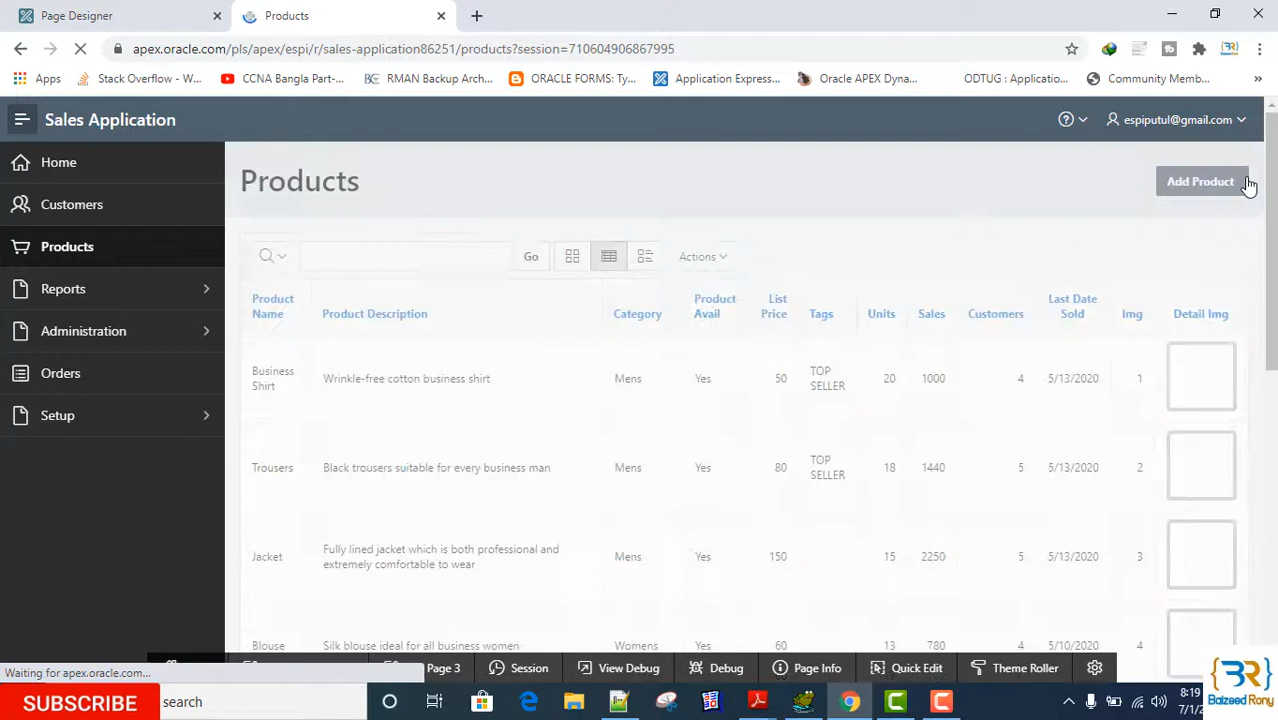 Page Designer
Products
apex.oracle.com/pls/apex/espi/r/sales-application86251/products?session=710604906867995
Apps
Stack Overflow - W...
CCNA Bangla Part-...
RMAN Backup Arch...
ORACLE FORMS: Ty...
Application Express...
Oracle APEX Dyna...
ODTUG : Applicatio...
Community Memb...
Sales Application
espiputul@gmail.com
Home
Customers
Products
Reports
Administration
Orders
Setup
Products
Add Product
Go
Actions
Product Name
Product Description
Category
Product Avail
List Price
Tags
Units
Sales
Customers
Last Date Sold
Img
Detail Img
Business Shirt
Wrinkle-free cotton business shirt
Mens
Yes
50
TOP SELLER
20
1000
4
5/13/2020
1
Trousers
Black trousers suitable for every business man
Mens
Yes
80
TOP SELLER
18
1440
5
5/13/2020
2
Jacket
Fully lined jacket which is both professional and extremely comfortable to wear
Mens
Yes
150
15
2250
5
5/13/2020
3
Blouse
Silk blouse ideal for all business women
Womens
Yes
60
13
780
4
5/10/2020
4
Waiting for apex.oracle.com...
Page 3
Session
View Debug
Debug
Page Info
Quick Edit
Theme Roller
SUBSCRIBE
search
8:19
7/1/2
Baizeed Rony